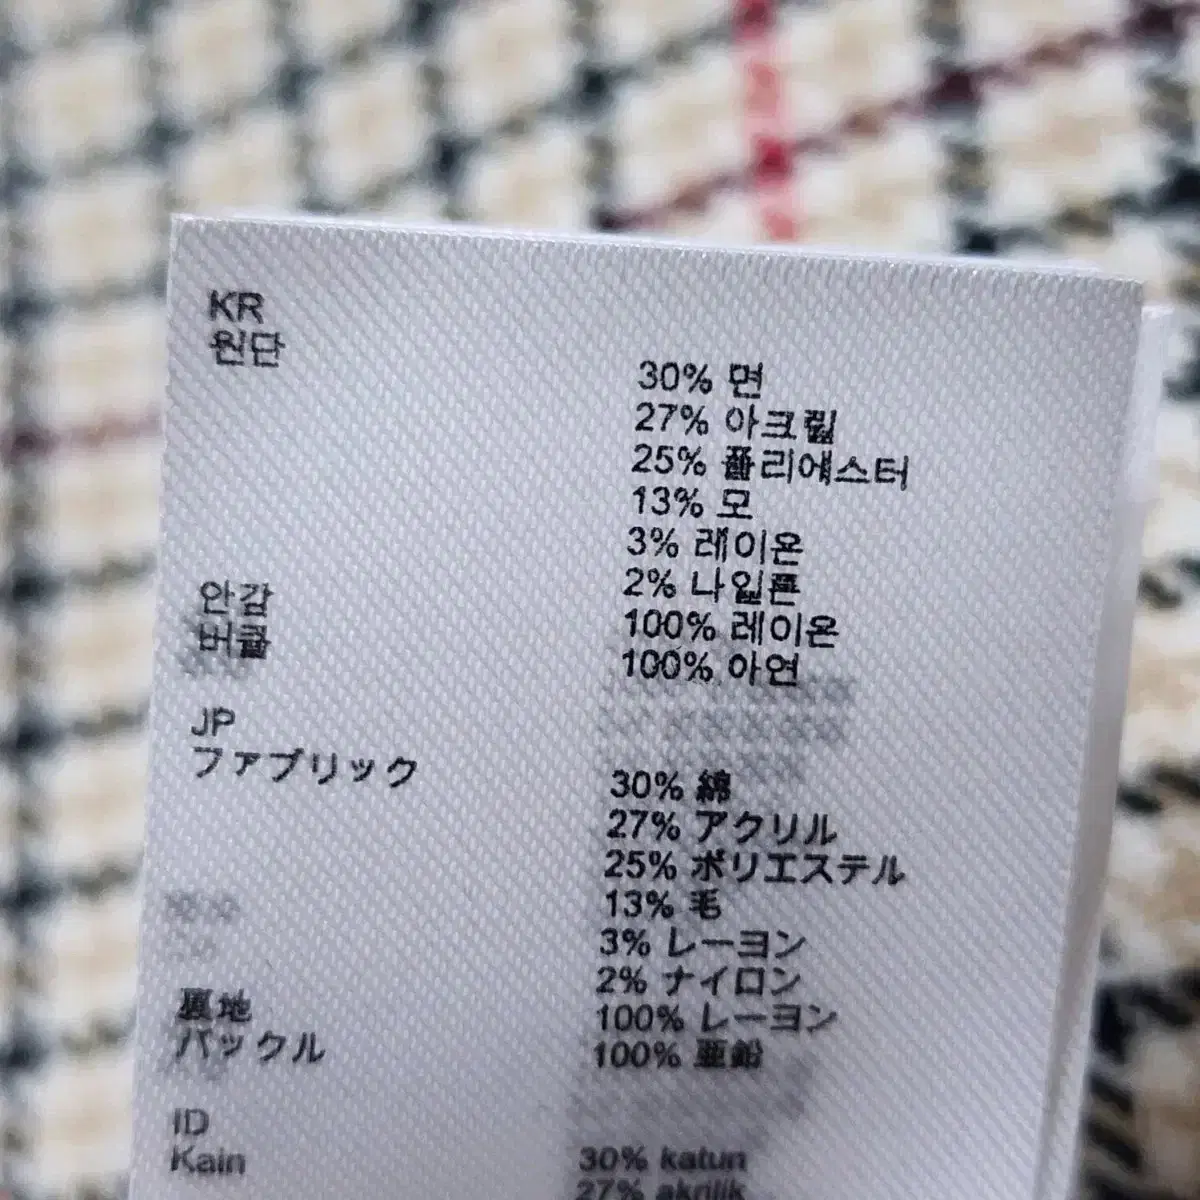 KR
원단
30% 면
27% 아크릴
25% 폴리에스터
13% 모
3% 레이온
2% 나일론
안감 100% 레이온
버클 100% 아연
JP
ファブリック
30% 綿
27% アクリル
25% ポリエステル
13% 毛
3% レーヨン
2% ナイロン
裏地 100% レーヨン
バックル 100% 亜鉛
ID
Kain
30% katun
27% akrilik